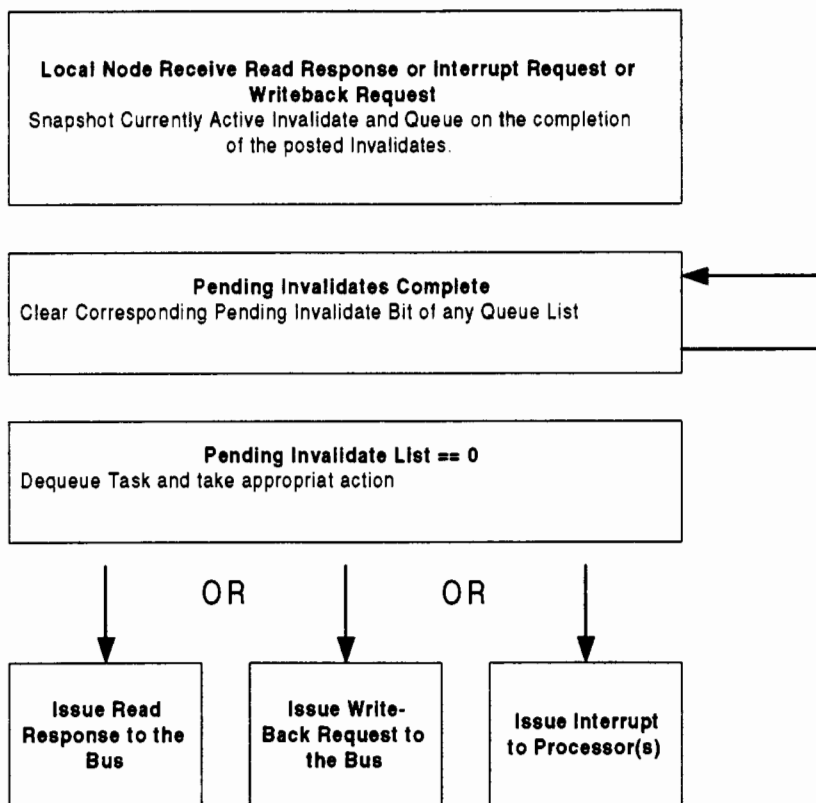 Local Node Receive Read Response or Interrupt Request or
Writeback Request
Snapshot Currently Active Invalidate and Queue on the completion
of the posted Invalidates.
Pending Invalidates Complete
Clear Corresponding Pending Invalidate Bit of any Queue List
Pending Invalidate List == 0
Dequeue Task and take appropriat action
OR
OR
Issue Read
Response to the
Bus
Issue Write-
Back Request to
the Bus
Issue Interrupt
to Processor(s)